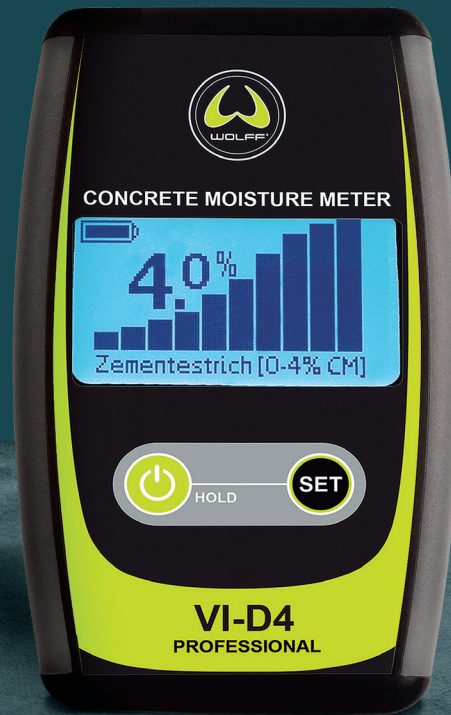 WOLFF®
CONCRETE MOISTURE METER
4.0%
Zementestrich [0-4% CM]
HOLD
SET
VI-D4
PROFESSIONAL